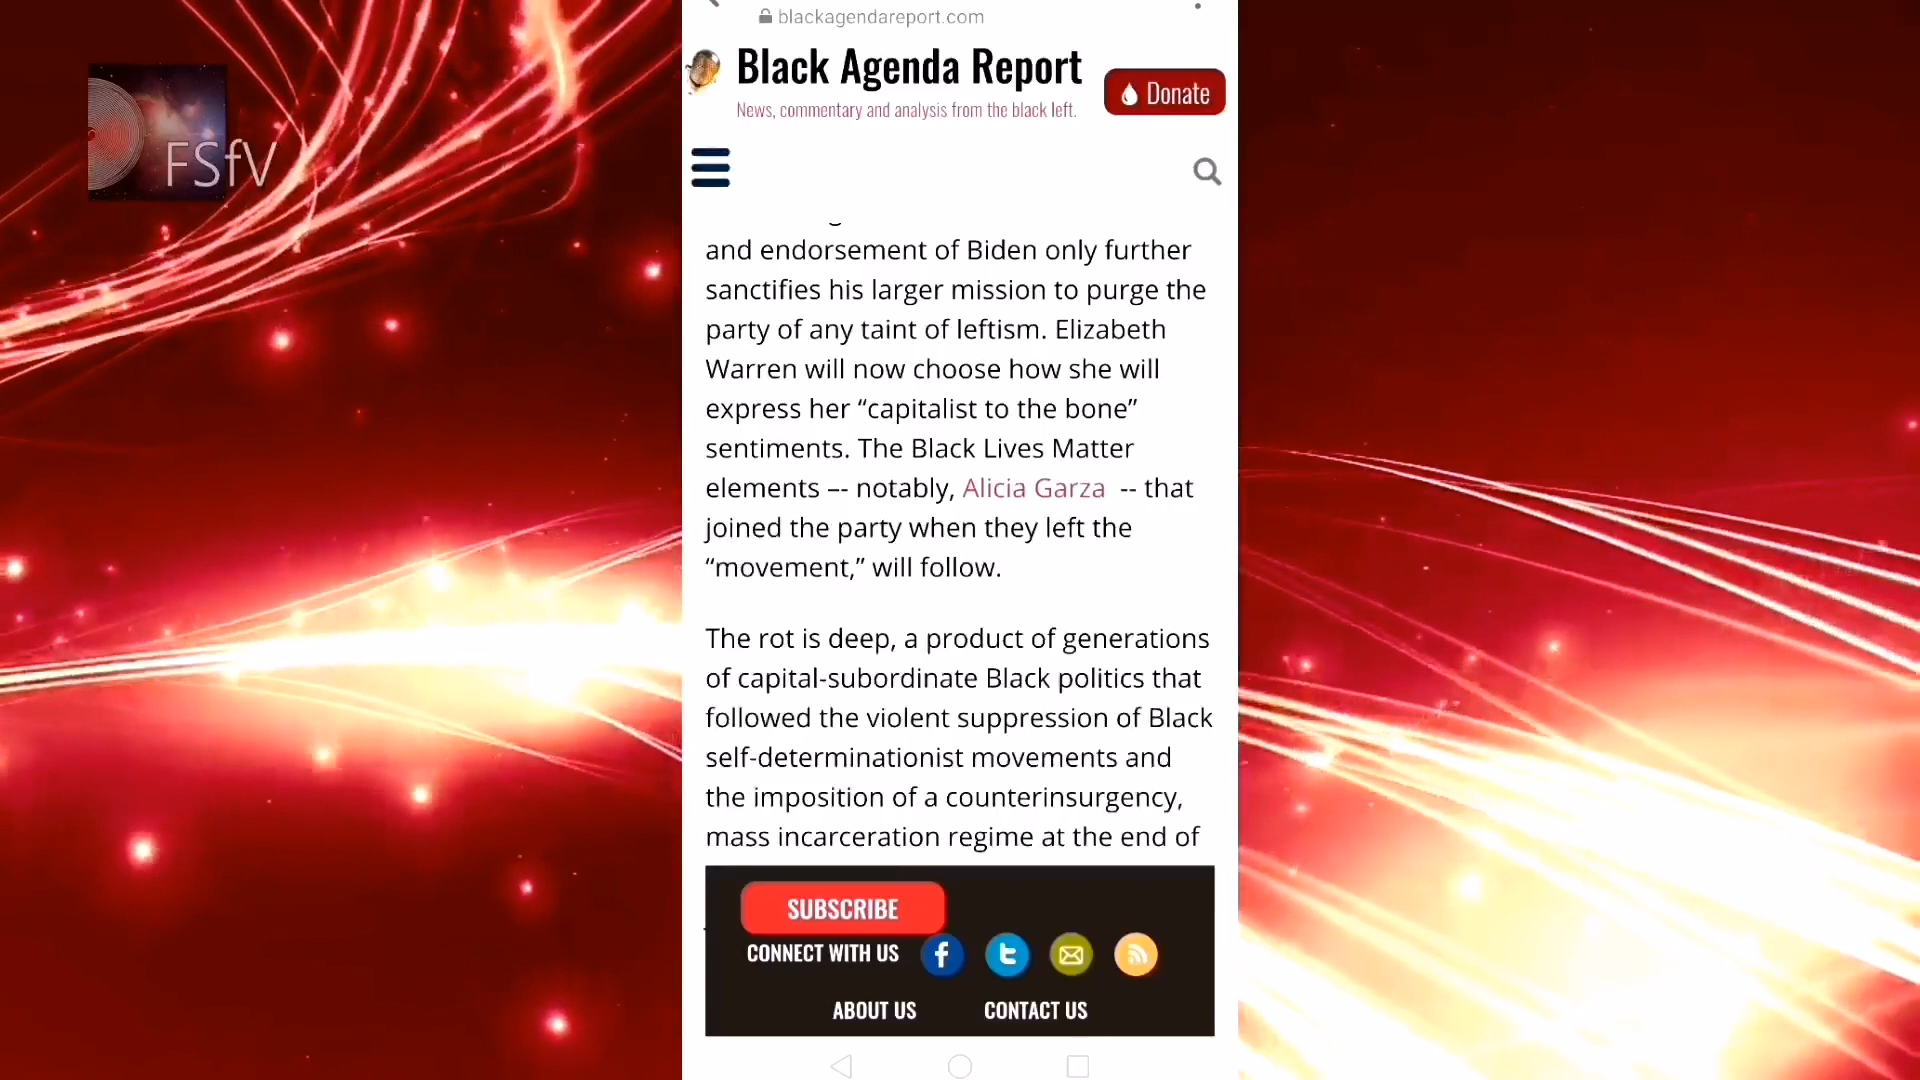 blackagendareport.com
Black Agenda Report
Donate
News, commentary and analysis from the black left.
FSfV
and endorsement of Biden only further
sanctifies his larger mission to purge the
party of any taint of leftism. Elizabeth
Warren will now choose how she will
express her “capitalist to the bone”
sentiments. The Black Lives Matter
elements –- notably, Alicia Garza -- that
joined the party when they left the
“movement,” will follow.
The rot is deep, a product of generations
of capital-subordinate Black politics that
followed the violent suppression of Black
self-determinationist movements and
the imposition of a counterinsurgency,
mass incarceration regime at the end of
SUBSCRIBE
CONNECT WITH US
ABOUT US CONTACT US